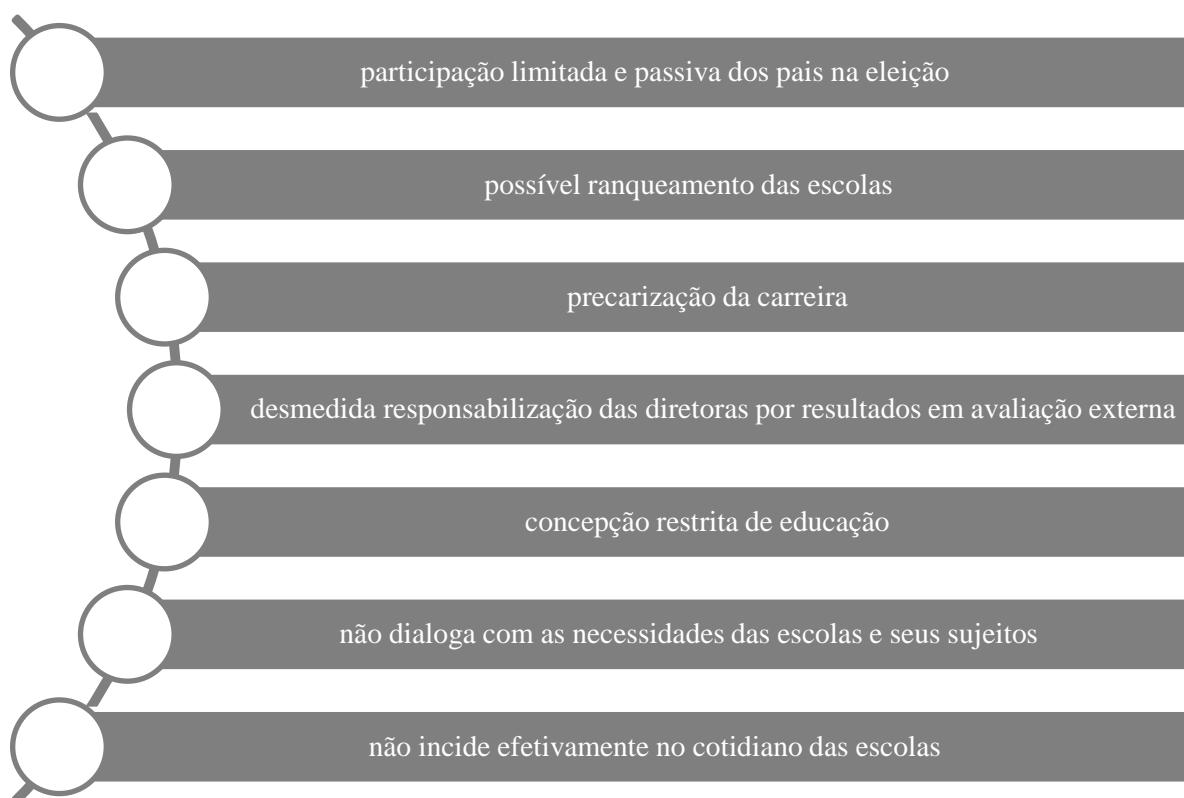 participação limitada e passiva dos pais na eleição
possível ranqueamento das escolas
precarização da carreira
desmedida responsabilização das diretoras por resultados em avaliação externa
concepção restrita de educação
não dialoga com as necessidades das escolas e seus sujeitos
não incide efetivamente no cotidiano das escolas